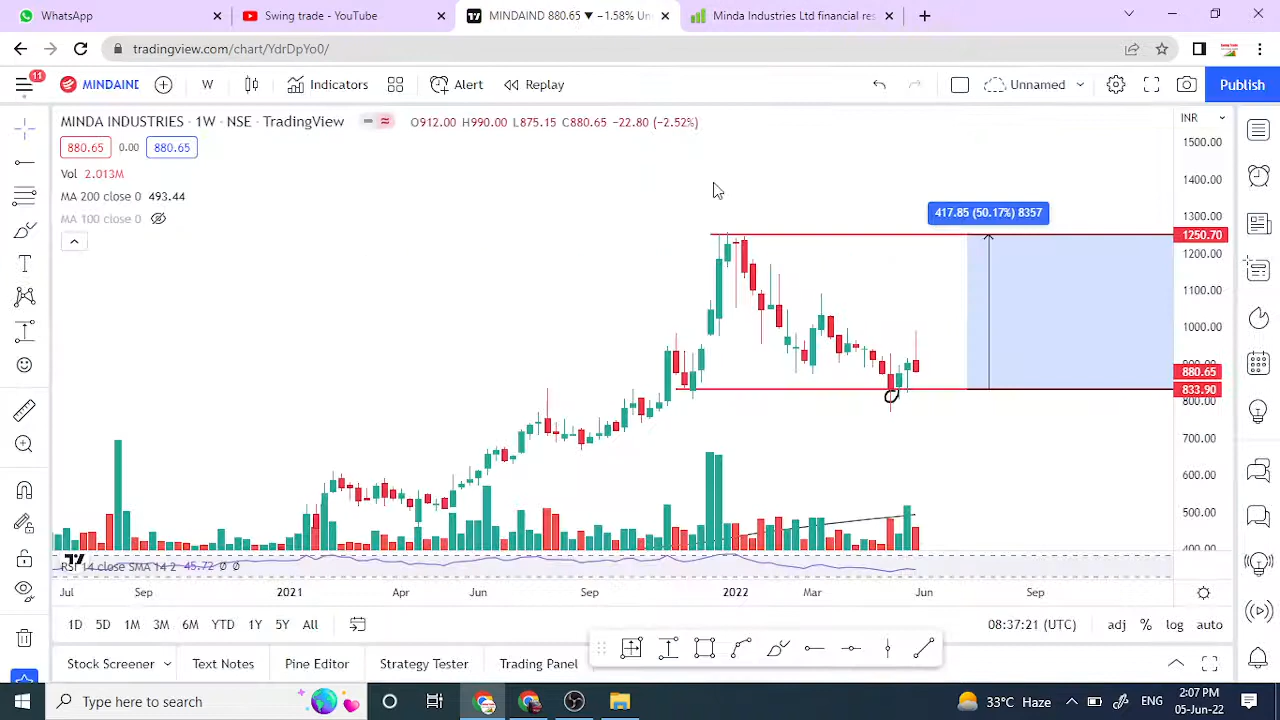 WhatsApp
Swing trade - YouTube
MINDAIND 880.65 ▼ −1.58% Un
Minda Industries Ltd financial res
tradingview.com/chart/YdrDpYo0/
11
MINDAIND
W
Indicators
Alert
Replay
Unnamed
Publish
MINDA INDUSTRIES · 1W · NSE · TradingView
O912.00 H990.00 L875.15 C880.65 −22.80 (−2.52%)
INR
880.65
0.00
880.65
Vol 2.013M
MA 200 close 0 493.44
MA 100 close 0
417.85 (50.17%) 8357
1500.00
1400.00
1300.00
1250.70
1200.00
1100.00
1000.00
900.00
880.65
833.90
800.00
700.00
600.00
500.00
400.00
RSI 14 close SMA 14 2 45.72 Ø Ø
Jul
Sep
2021
Apr
Jun
Sep
2022
Mar
Jun
Sep
1D
5D
1M
3M
6M
YTD
1Y
5Y
All
08:37:21 (UTC)
adj
%
log
auto
Stock Screener
Text Notes
Pine Editor
Strategy Tester
Trading Panel
Type here to search
33°C Haze
ENG
2:07 PM
05-Jun-22